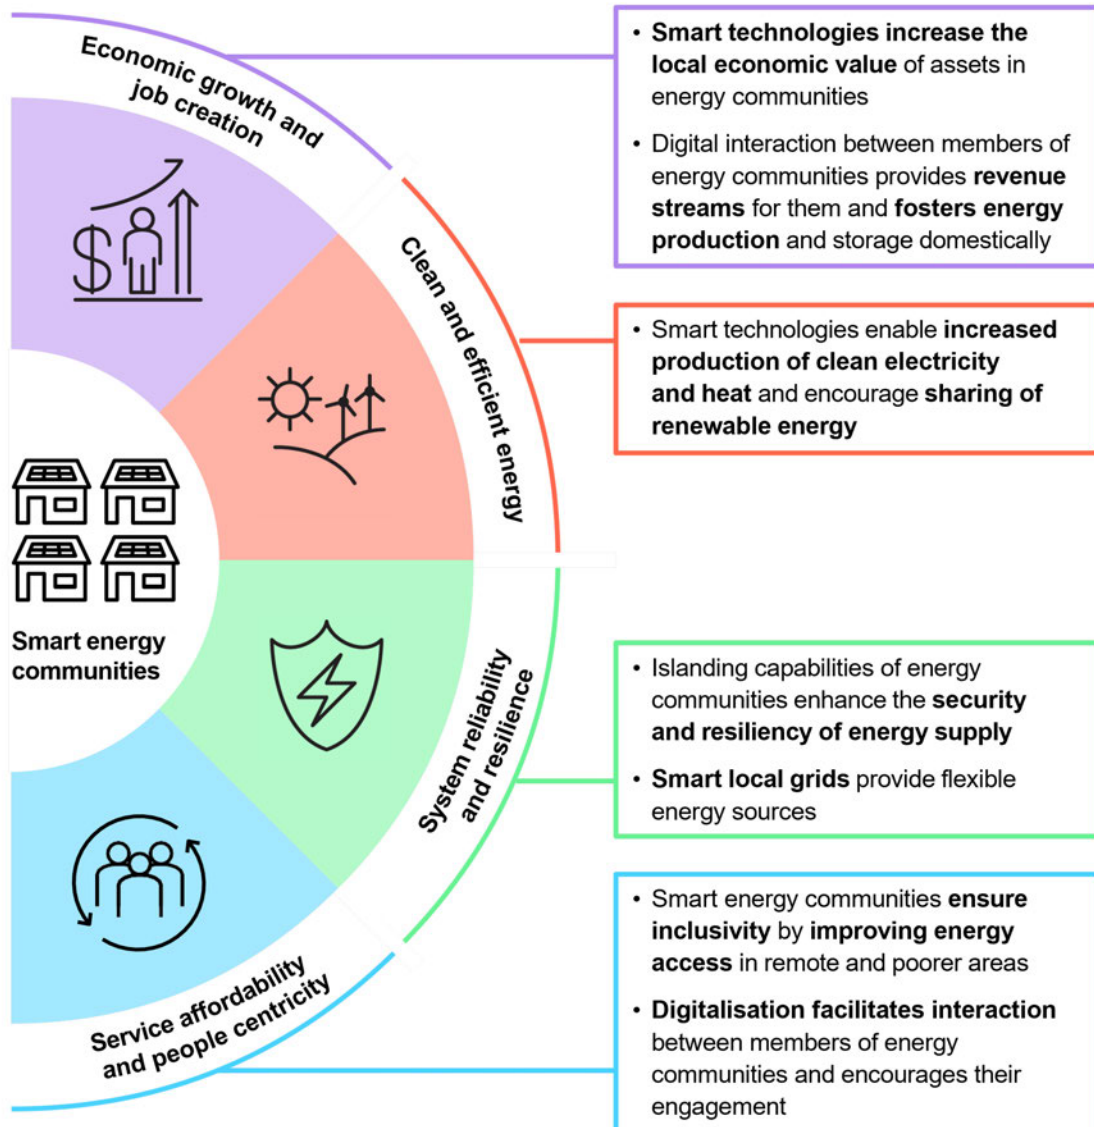 Economic growth and
job creation
• Smart technologies increase the
local economic value of assets in
energy communities
• Digital interaction between members of
energy communities provides revenue
streams for them and fosters energy
production and storage domestically
Clean and efficient energy
• Smart technologies enable increased
production of clean electricity
and heat and encourage sharing of
renewable energy
$
Smart energy
communities
System reliability
and resilience
• Islanding capabilities of energy
communities enhance the security
and resiliency of energy supply
• Smart local grids provide flexible
energy sources
Service affordability
and people centricity
• Smart energy communities ensure
inclusivity by improving energy
access in remote and poorer areas
• Digitalisation facilitates interaction
between members of energy
communities and encourages their
engagement